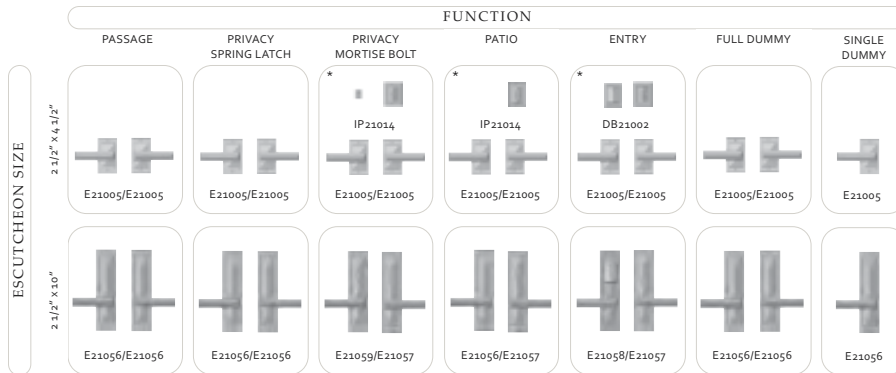 FUNCTION
PASSAGE
PRIVACY
SPRING LATCH
PRIVACY
MORTISE BOLT
PATIO
ENTRY
FULL DUMMY
SINGLE
DUMMY
ESCUTCHEON SIZE
2 1/2" X 4 1/2"
*
*
*
IP21014
IP21014
DB21002
E21005/E21005
E21005/E21005
E21005/E21005
E21005/E21005
E21005/E21005
E21005/E21005
E21005
2 1/2" X 10"
E21056/E21056
E21056/E21056
E21059/E21057
E21056/E21057
E21058/E21057
E21056/E21056
E21056